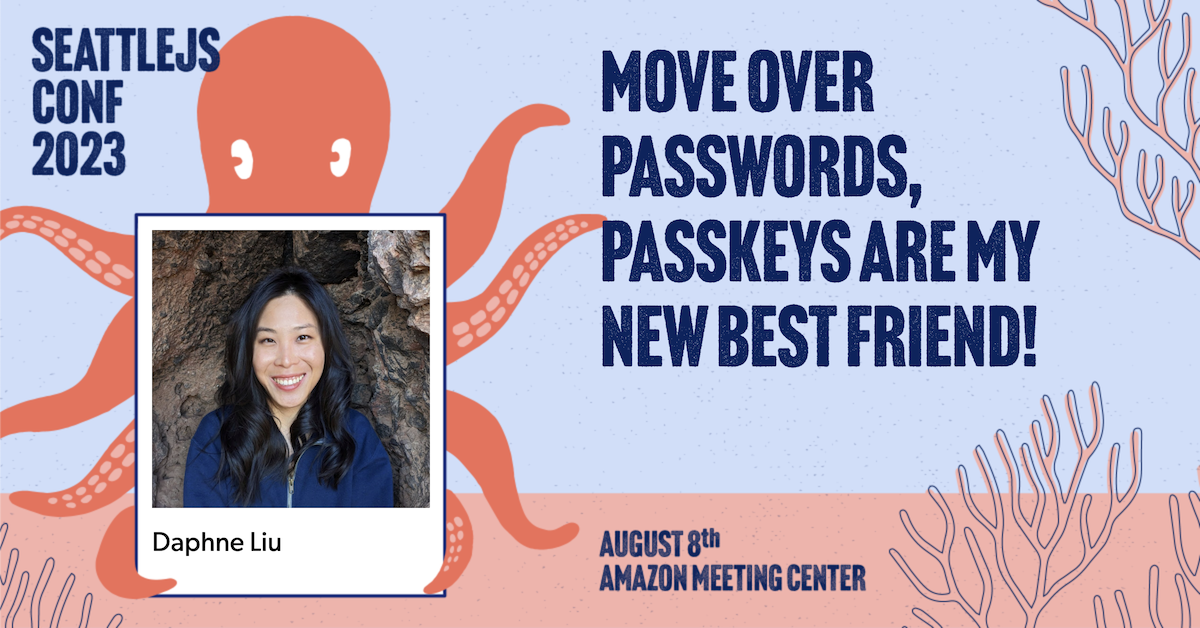 SEATTLEJS
CONF
2023
MOVE OVER
PASSWORDS,
PASSKEYS ARE MY
NEW BEST FRIEND!
Daphne Liu
AUGUST 8th
AMAZON MEETING CENTER